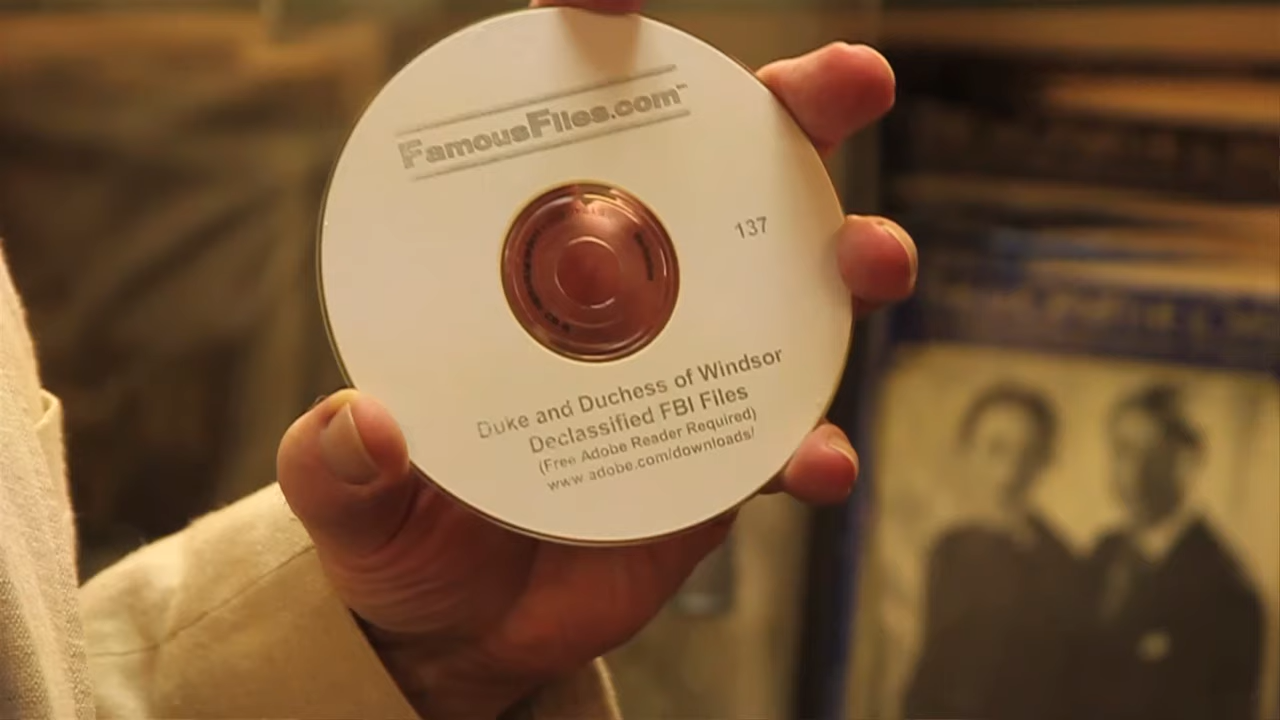 FamousFiles.com™
137
Duke and Duchess of Windsor
Declassified FBI Files
(Free Adobe Reader Required)
www.adobe.com/downloads/